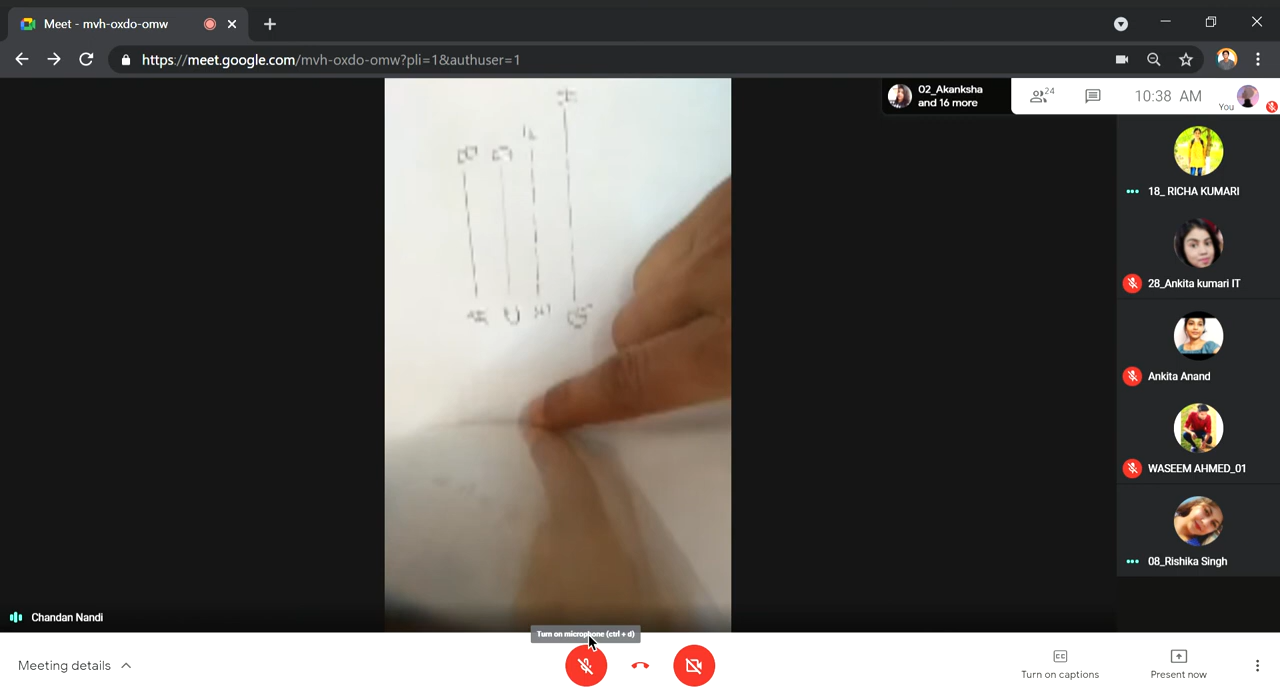 Meet - mvh-oxdo-omw
https://meet.google.com/mvh-oxdo-omw?pli=1&authuser=1
02_Akanksha
and 16 more
24
10:38 AM
You
18_ RICHA KUMARI
28_Ankita kumari IT
Ankita Anand
WASEEM AHMED_01
08_Rishika Singh
Chandan Nandi
Turn on microphone (ctrl + d)
Meeting details
CC
Turn on captions
Present now